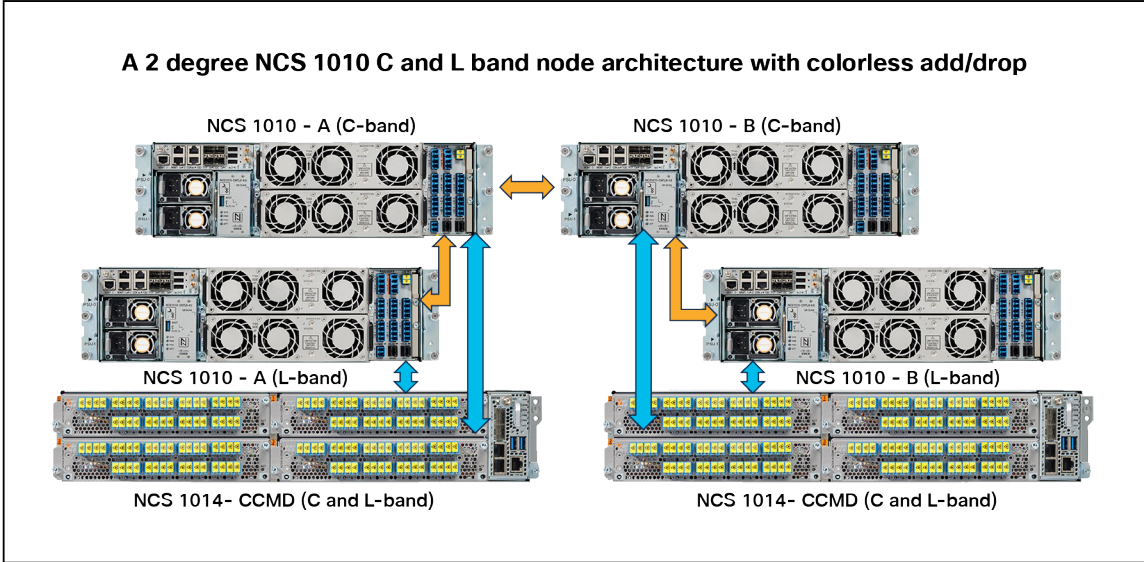 A 2 degree NCS 1010 C and L band node architecture with colorless add/drop
NCS 1010 - A (C-band)
NCS 1010 - B (C-band)
NCS 1010 - A (L-band)
NCS 1010 - B (L-band)
NCS 1014- CCMD (C and L-band)
NCS 1014- CCMD (C and L-band)